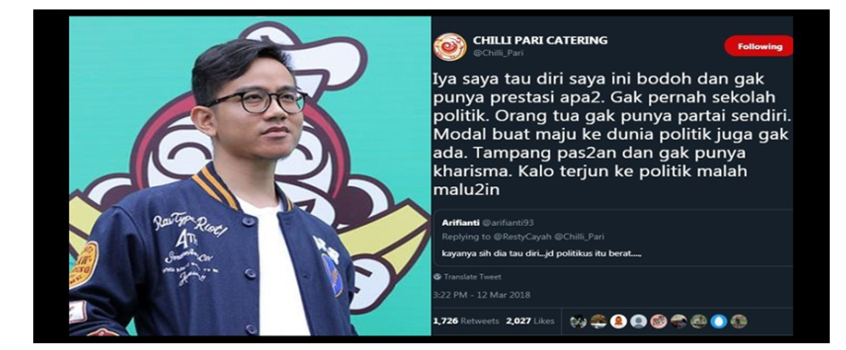 CHILLI PARI CATERING
@Chilli_Pari
Following
Iya saya tau diri saya ini bodoh dan gak
punya prestasi apa2. Gak pernah sekolah
politik. Orang tua gak punya partai sendiri.
Modal buat maju ke dunia politik juga gak
ada. Tampang pas2an dan gak punya
kharisma. Kalo terjun ke politik malah
malu2in
Arifianti @arifianti93
Replying to @RestyCayah @Chilli_Pari
kayanya sih dia tau diri...jd politikus itu berat.....
Translate Tweet
3:22 PM - 12 Mar 2018
1,726 Retweets 2,027 Likes
RawType Riot!
4TH